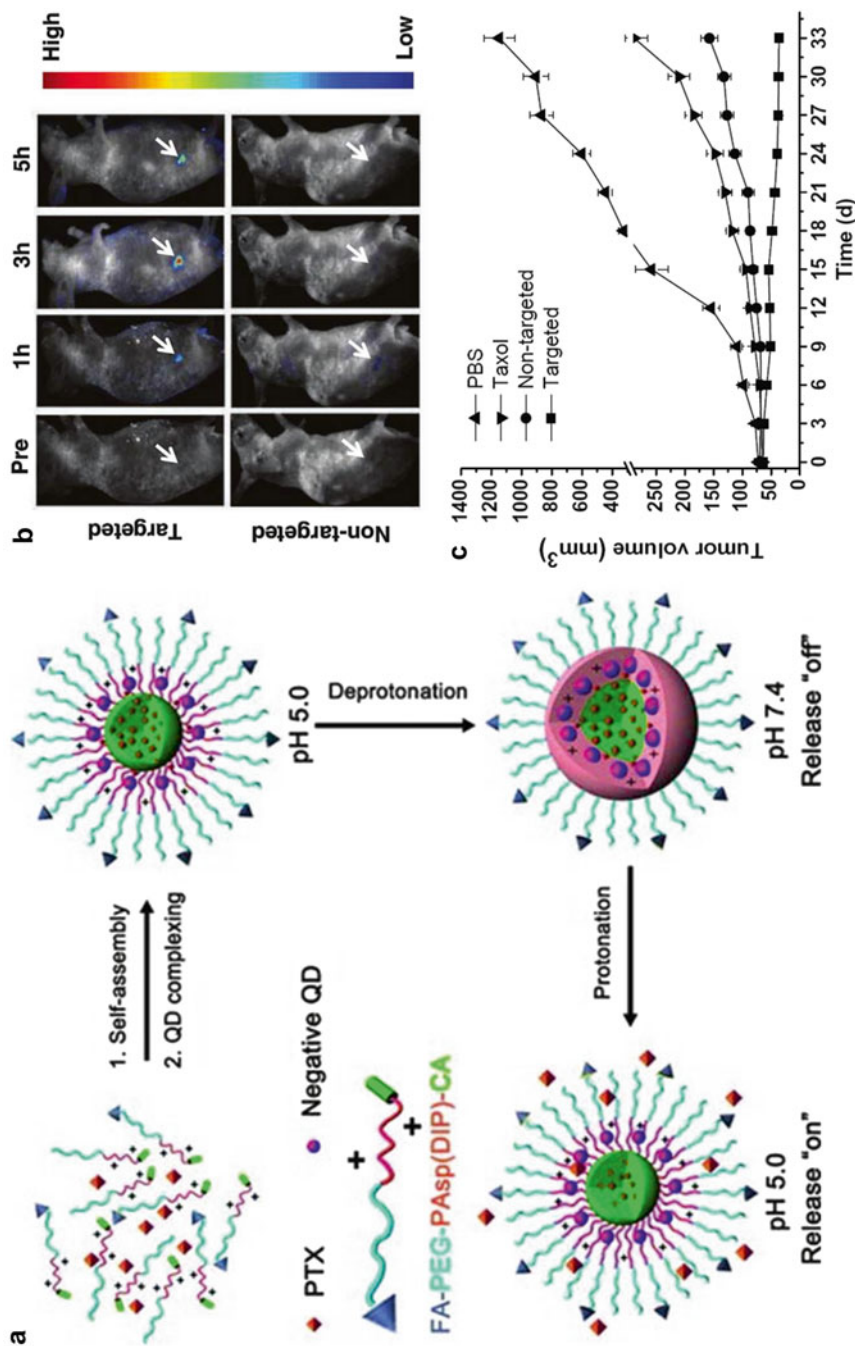 a
1. Self-assembly
2. QD complexing
pH 5.0
PTX
Negative QD
+
+
FA-PEG-PAsp(DIP)-CA
Deprotonation
pH 5.0
Release "on"
Protonation
pH 7.4
Release "off"
b
Pre
1h
3h
5h
Targeted
Non-targeted
High
Low
c
PBS
Taxol
Non-targeted
Targeted
Tumor volume (mm³)
1400
1200
1000
800
600
400
250
200
150
100
50
0
0
3
6
9
12
15
18
21
24
27
30
33
Time (d)